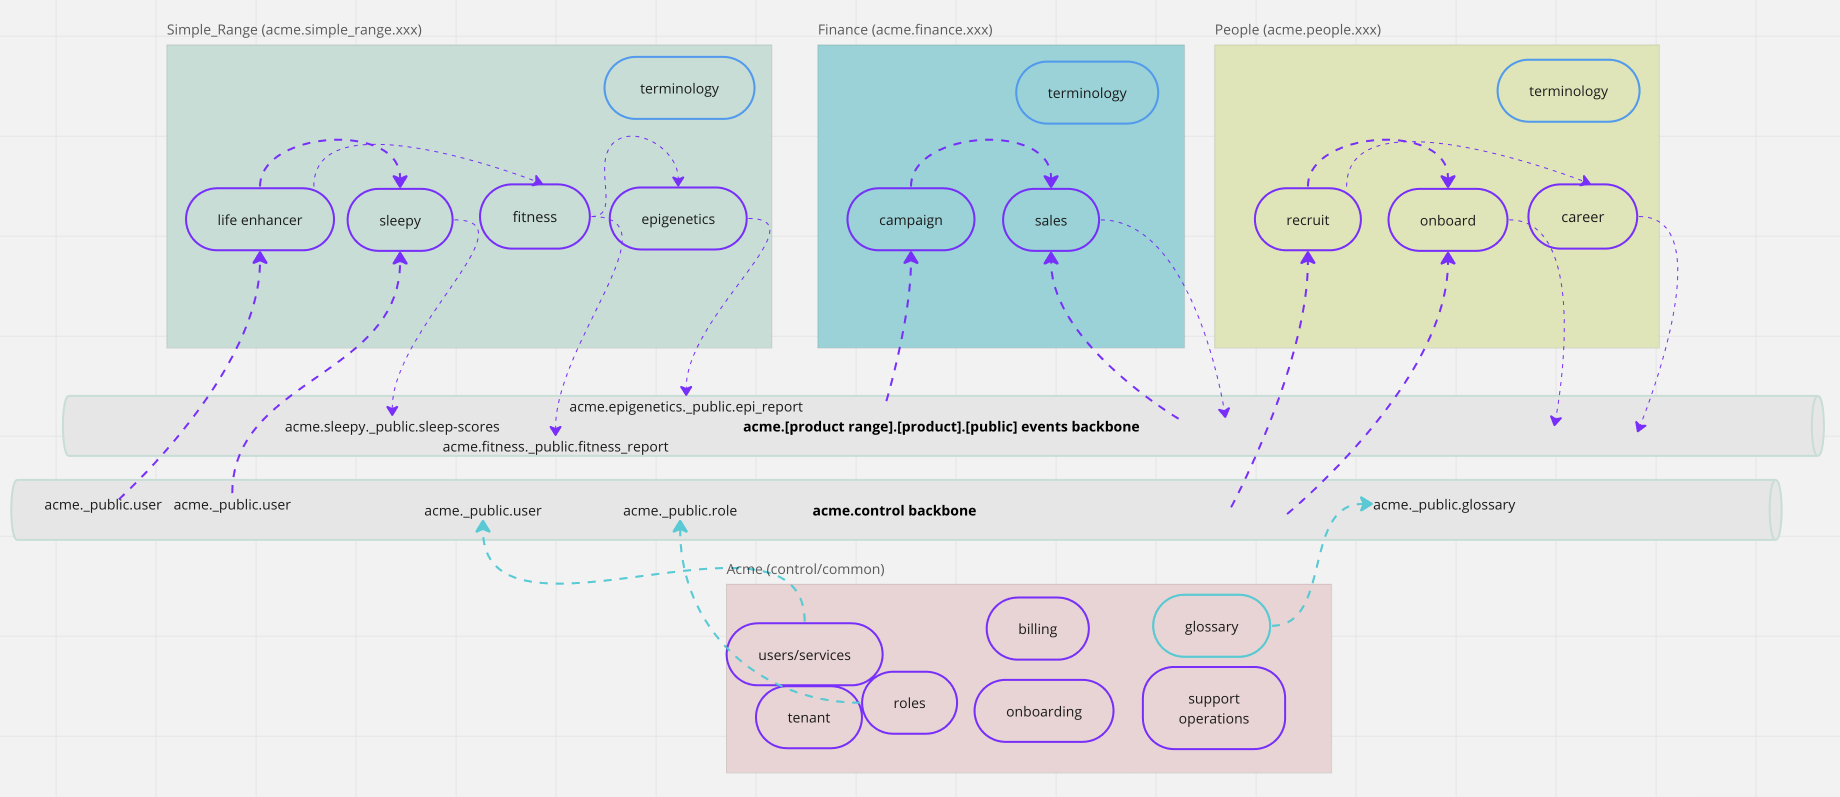 Simple_Range (acme.simple_range.xxx)
Finance (acme.finance.xxx)
People (acme.people.xxx)
terminology
terminology
terminology
life enhancer
sleepy
fitness
epigenetics
campaign
sales
recruit
onboard
career
acme.epigenetics._public.epi_report
acme.sleepy._public.sleep-scores
acme.[product range].[product].[public] events backbone
acme.fitness._public.fitness_report
acme._public.user
acme._public.user
acme._public.user
acme._public.role
acme.control backbone
acme._public.glossary
Acme (control/common)
billing
glossary
users/services
roles
tenant
onboarding
support
operations